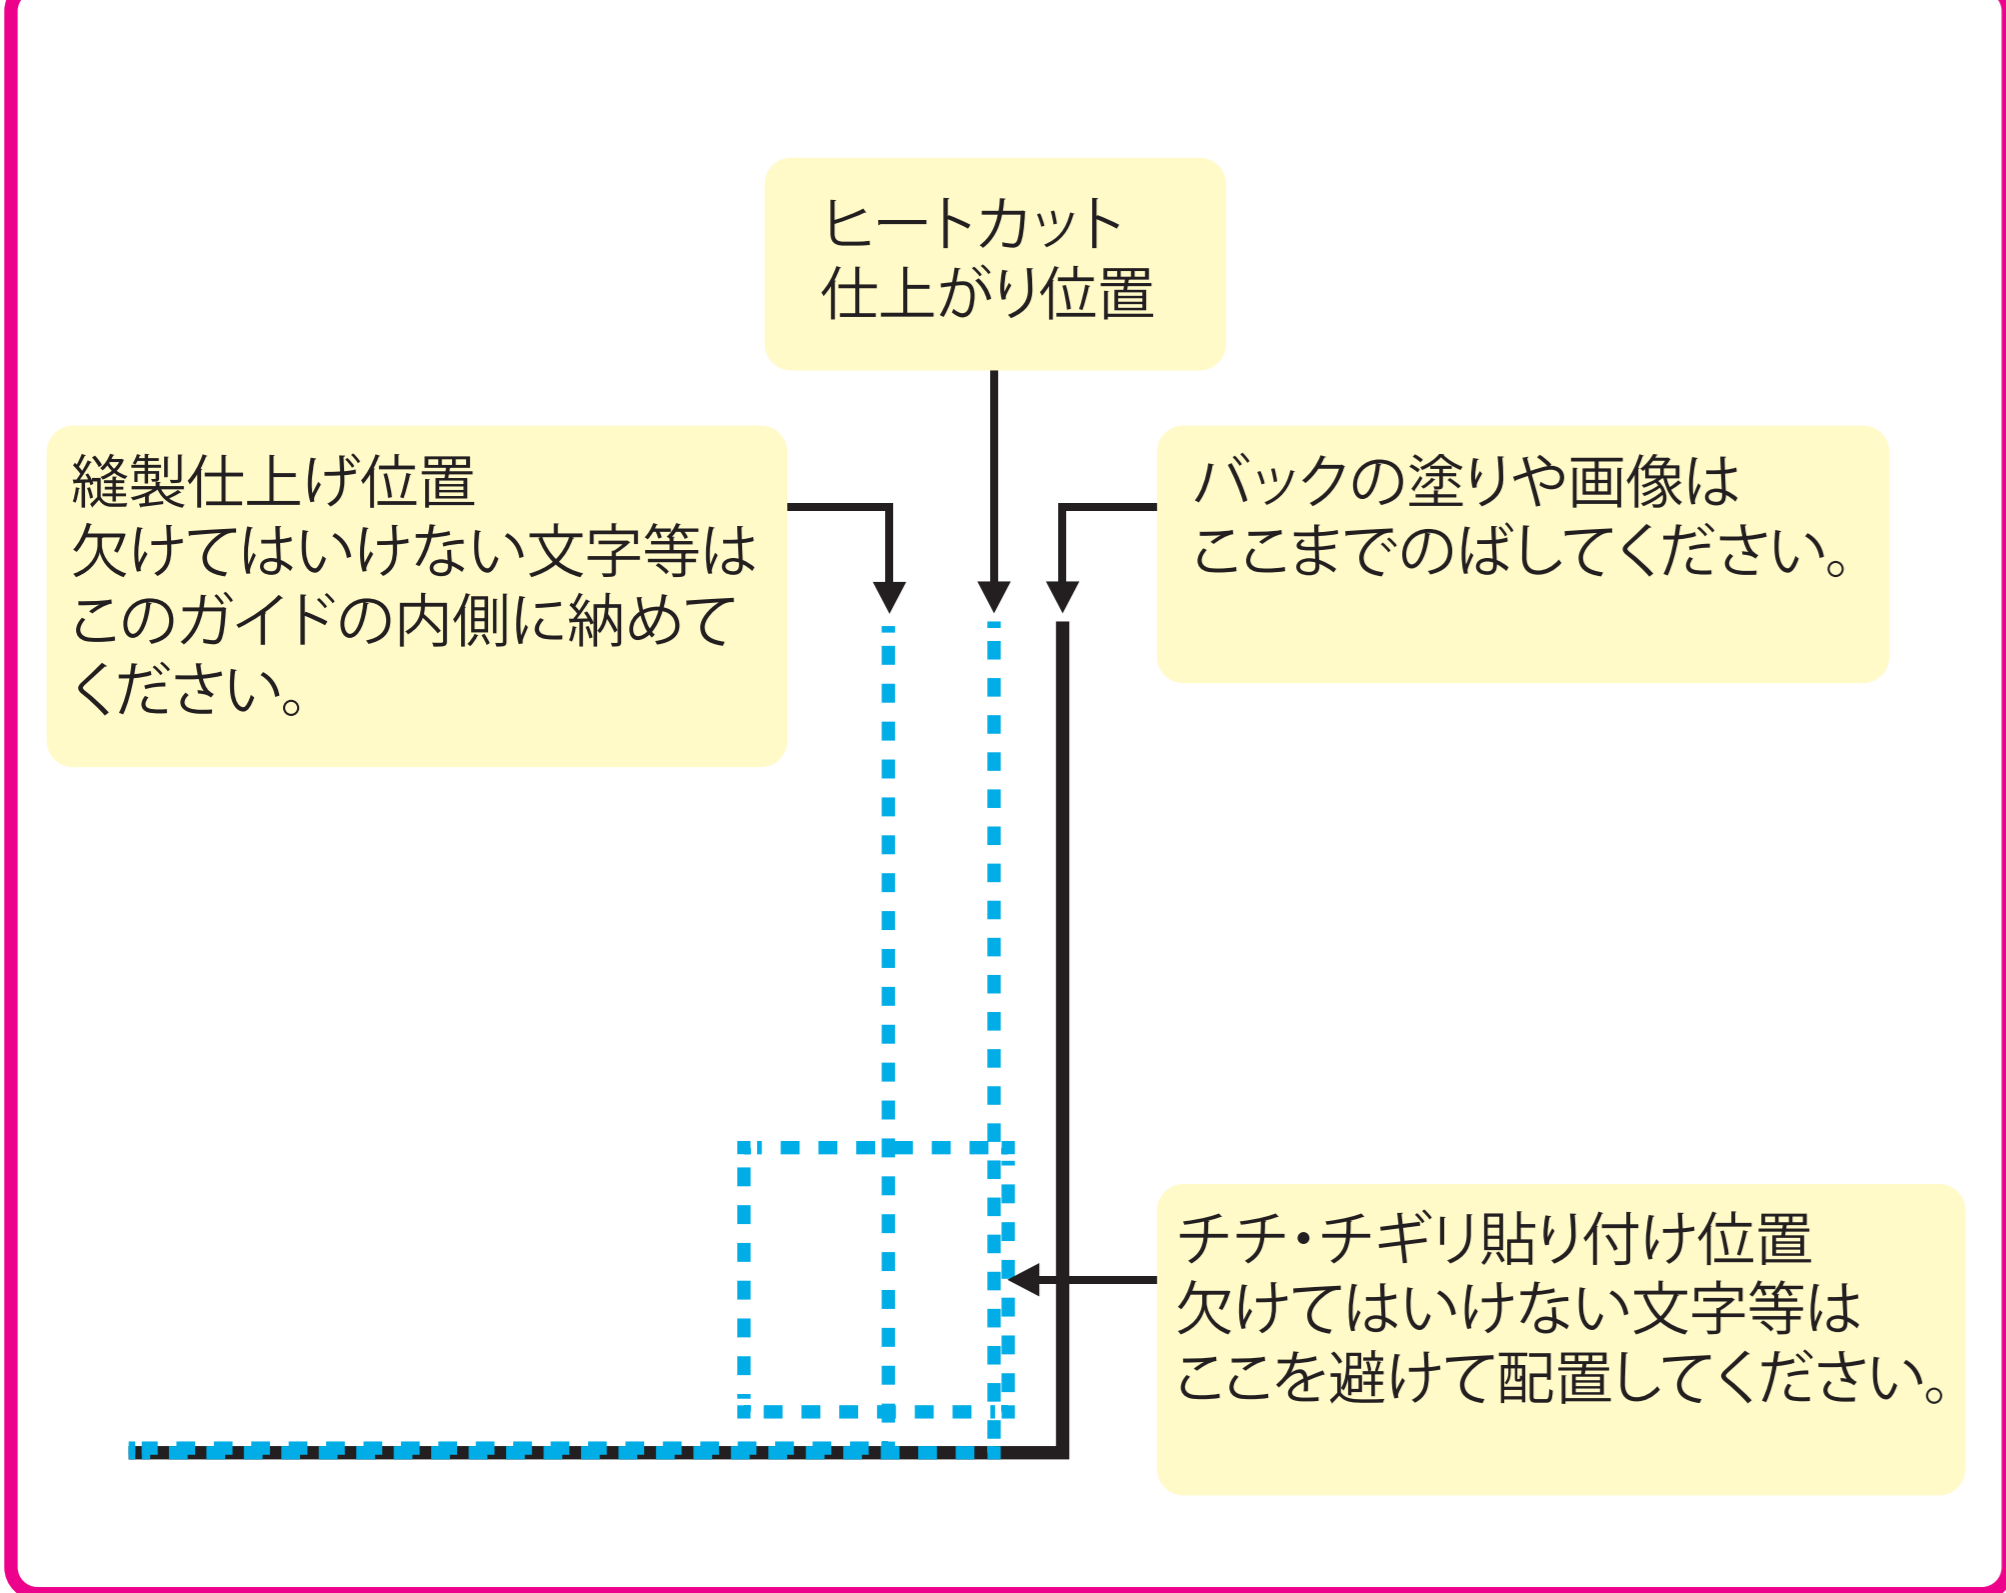 ヒートカット
仕上がり位置
縫製仕上げ位置
欠けてはいけない文字等は
このガイドの内側に納めて
ください。
バックの塗りや画像は
ここまでのばしてください。
チチ・チギリ貼り付け位置
欠けてはいけない文字等は
ここを避けて配置してください。